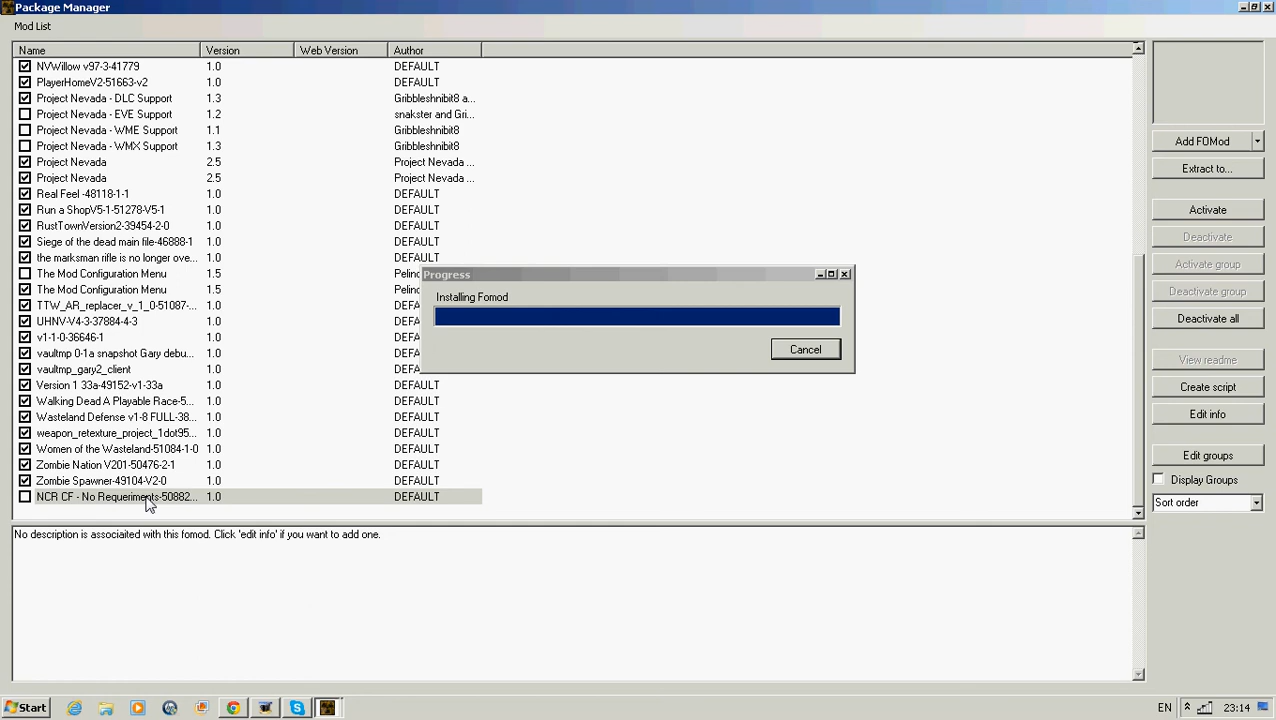 Package Manager
Mod List
Name Version Web Version Author
NVWillow v97-3-41779 1.0 DEFAULT
PlayerHomeV2-51663-v2 1.0 DEFAULT
Project Nevada - DLC Support 1.3 Gribbleshnibit8 a...
Project Nevada - EVE Support 1.2 snakster and Gri...
Project Nevada - WME Support 1.1 Gribbleshnibit8
Project Nevada - WMX Support 1.3 Gribbleshnibit8
Project Nevada 2.5 Project Nevada ...
Project Nevada 2.5 Project Nevada ...
Real Feel -48118-1-1 1.0 DEFAULT
Run a ShopV5-1-51278-V5-1 1.0 DEFAULT
RustTownVersion2-39454-2-0 1.0 DEFAULT
Siege of the dead main file-46888-1 1.0 DEFAULT
the marksman rifle is no longer ove... 1.0 DEFAULT
The Mod Configuration Menu 1.5 Pelinc
The Mod Configuration Menu 1.5 Pelinc
TTW_AR_replacer_v_1_0-51087-... 1.0 DEFA
UHNV-V4-3-37884-4-3 1.0 DEFA
v1-1-0-36646-1 1.0 DEFA
vaultmp 0-1a snapshot Gary debu... 1.0 DEFA
vaultmp_gary2_client 1.0 DEFA
Version 1 33a-49152-v1-33a 1.0 DEFAULT
Walking Dead A Playable Race-5... 1.0 DEFAULT
Wasteland Defense v1-8 FULL-38... 1.0 DEFAULT
weapon_retexture_project_1dot95... 1.0 DEFAULT
Women of the Wasteland-51084-1-0 1.0 DEFAULT
Zombie Nation V201-50476-2-1 1.0 DEFAULT
Zombie Spawner-49104-V2-0 1.0 DEFAULT
NCR CF - No Requeriments-50882... 1.0 DEFAULT
Progress
Installing Fomod
Cancel
Add FOMod
Extract to...
Activate
Deactivate
Activate group
Deactivate group
Deactivate all
View readme
Create script
Edit info
Edit groups
Display Groups
Sort order
No description is associaited with this fomod. Click 'edit info' if you want to add one.
Start EN 23:14